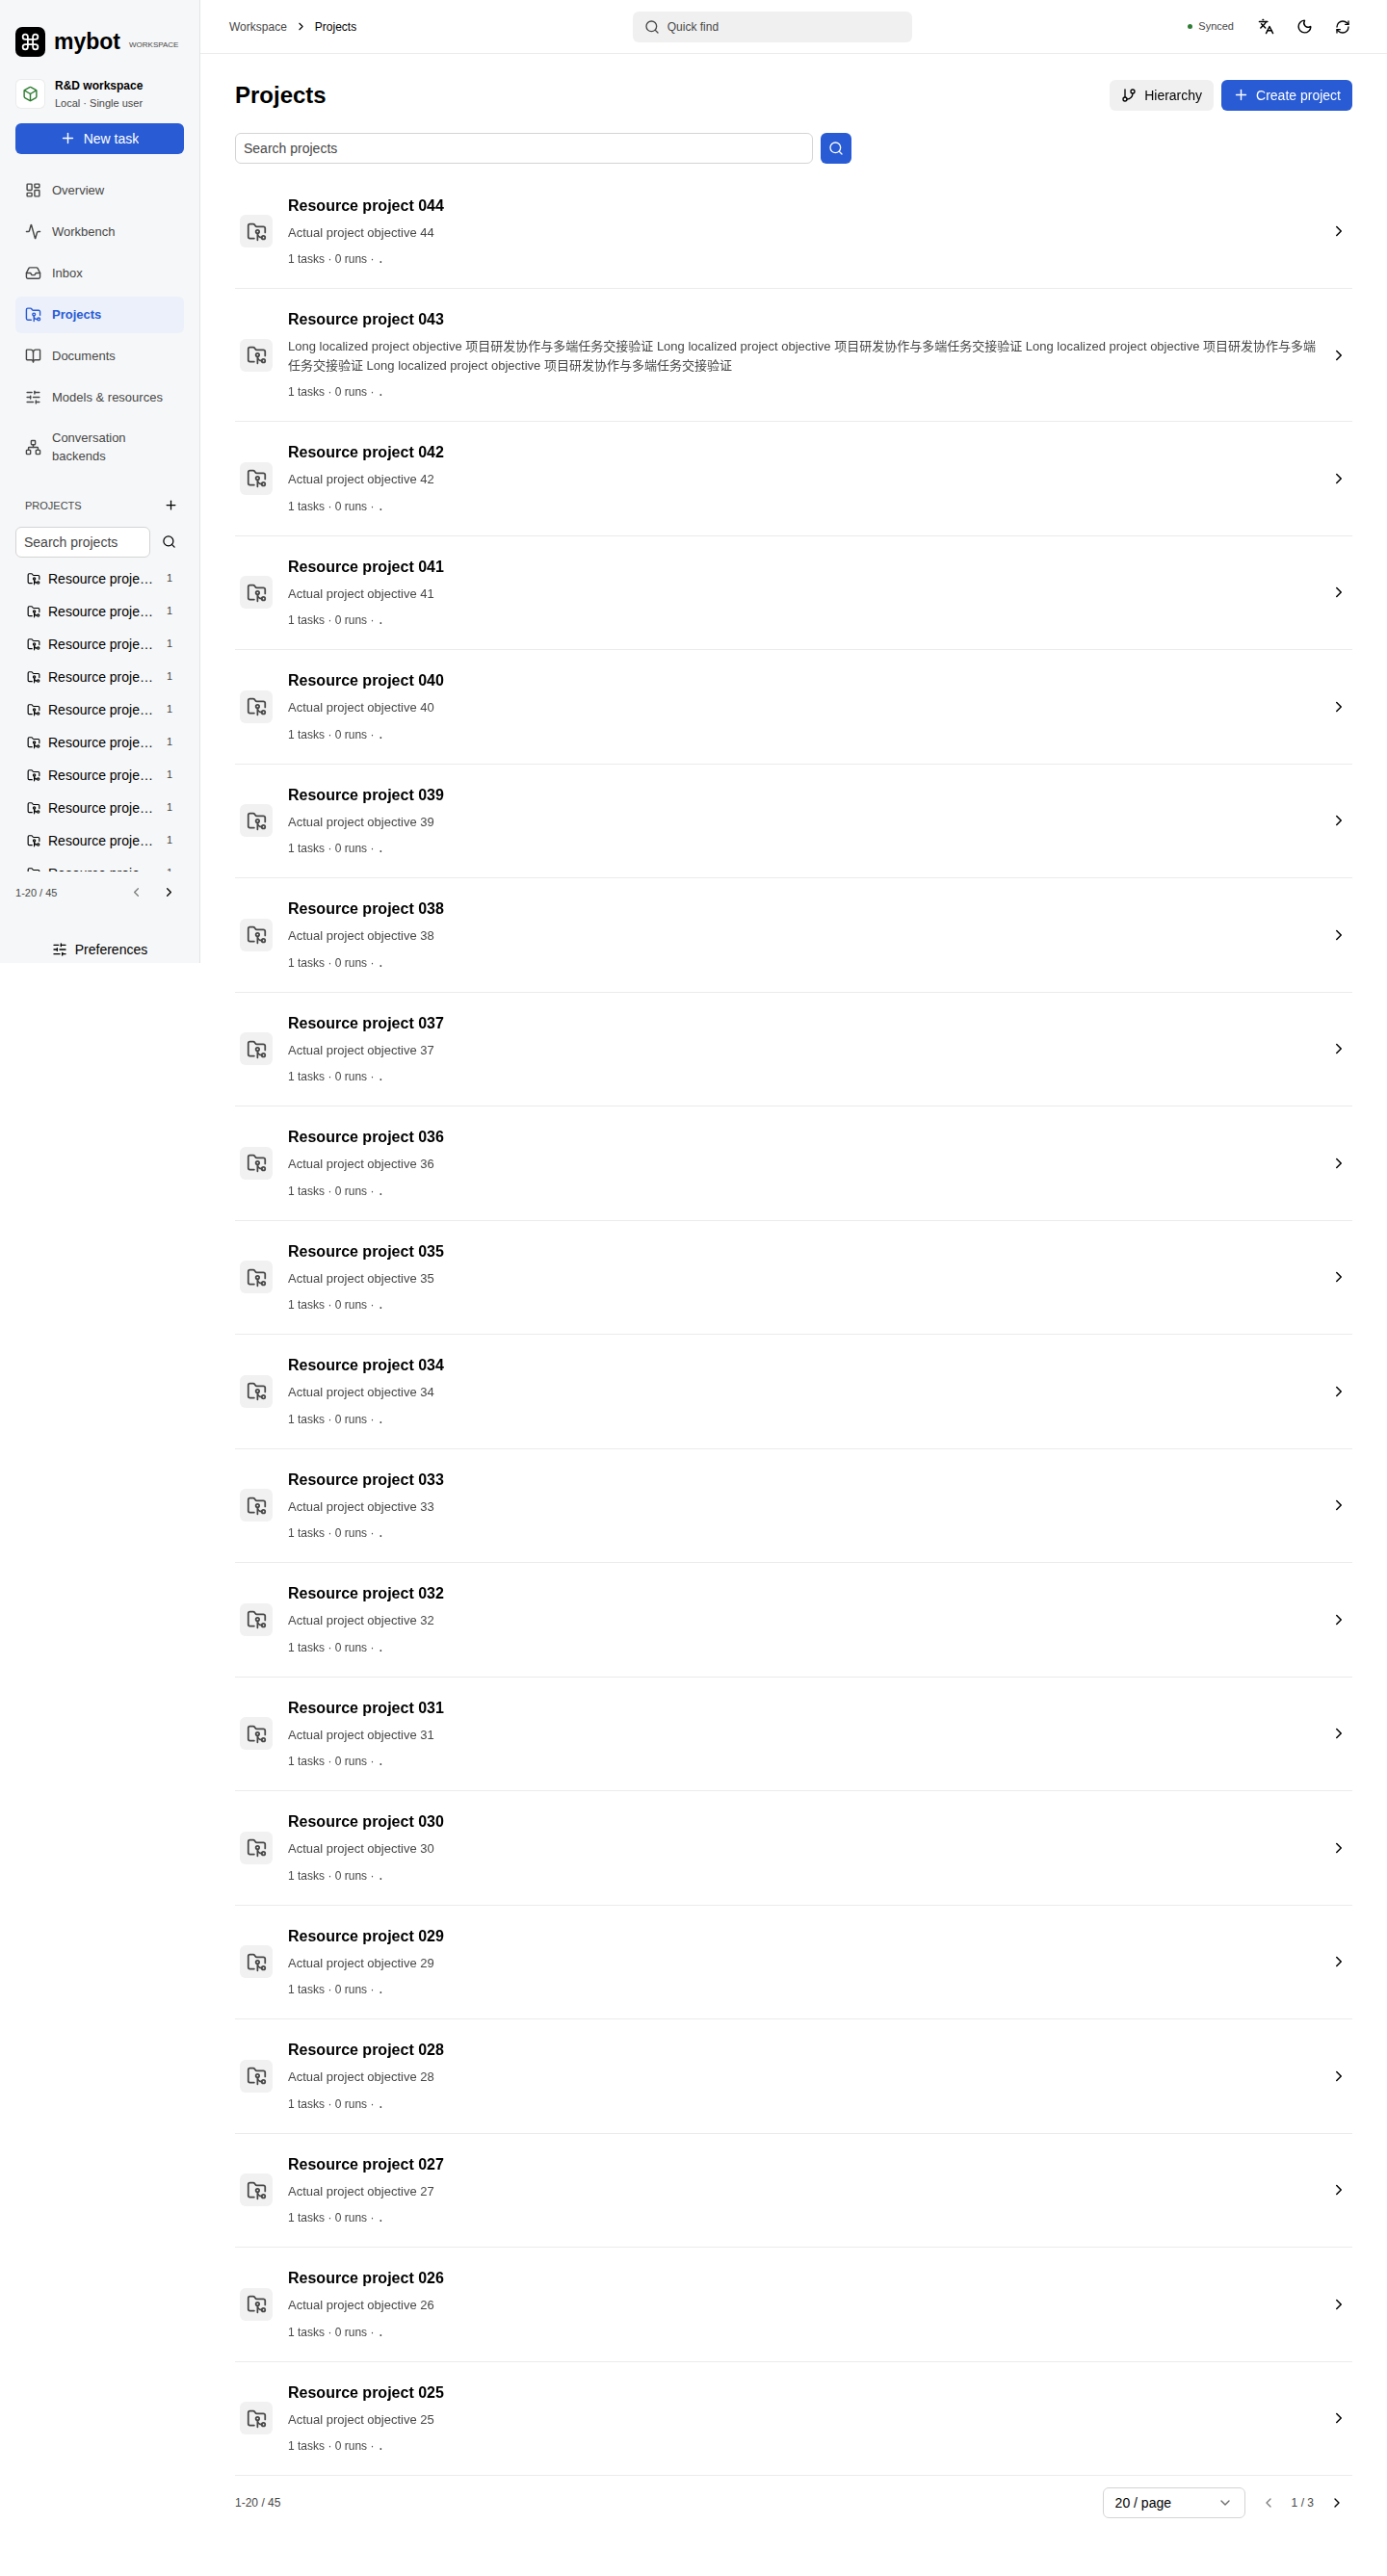 mybot WORKSPACE
R&D workspace
Local · Single user
New task
Overview
Workbench
Inbox
Projects
Documents
Models & resources
Conversation
backends
PROJECTS
Search projects
Resource proje… 1
Resource proje… 1
Resource proje… 1
Resource proje… 1
Resource proje… 1
Resource proje… 1
Resource proje… 1
Resource proje… 1
Resource proje… 1
1-20 / 45
Preferences
Workspace Projects
Quick find
Synced
Projects
Hierarchy
Create project
Search projects
Resource project 044
Actual project objective 44
1 tasks · 0 runs · .
Resource project 043
Long localized project objective 项目研发协作与多端任务交接验证 Long localized project objective 项目研发协作与多端任务交接验证 Long localized project objective 项目研发协作与多端
任务交接验证 Long localized project objective 项目研发协作与多端任务交接验证
1 tasks · 0 runs · .
Resource project 042
Actual project objective 42
1 tasks · 0 runs · .
Resource project 041
Actual project objective 41
1 tasks · 0 runs · .
Resource project 040
Actual project objective 40
1 tasks · 0 runs · .
Resource project 039
Actual project objective 39
1 tasks · 0 runs · .
Resource project 038
Actual project objective 38
1 tasks · 0 runs · .
Resource project 037
Actual project objective 37
1 tasks · 0 runs · .
Resource project 036
Actual project objective 36
1 tasks · 0 runs · .
Resource project 035
Actual project objective 35
1 tasks · 0 runs · .
Resource project 034
Actual project objective 34
1 tasks · 0 runs · .
Resource project 033
Actual project objective 33
1 tasks · 0 runs · .
Resource project 032
Actual project objective 32
1 tasks · 0 runs · .
Resource project 031
Actual project objective 31
1 tasks · 0 runs · .
Resource project 030
Actual project objective 30
1 tasks · 0 runs · .
Resource project 029
Actual project objective 29
1 tasks · 0 runs · .
Resource project 028
Actual project objective 28
1 tasks · 0 runs · .
Resource project 027
Actual project objective 27
1 tasks · 0 runs · .
Resource project 026
Actual project objective 26
1 tasks · 0 runs · .
Resource project 025
Actual project objective 25
1 tasks · 0 runs · .
1-20 / 45
20 / page
1 / 3